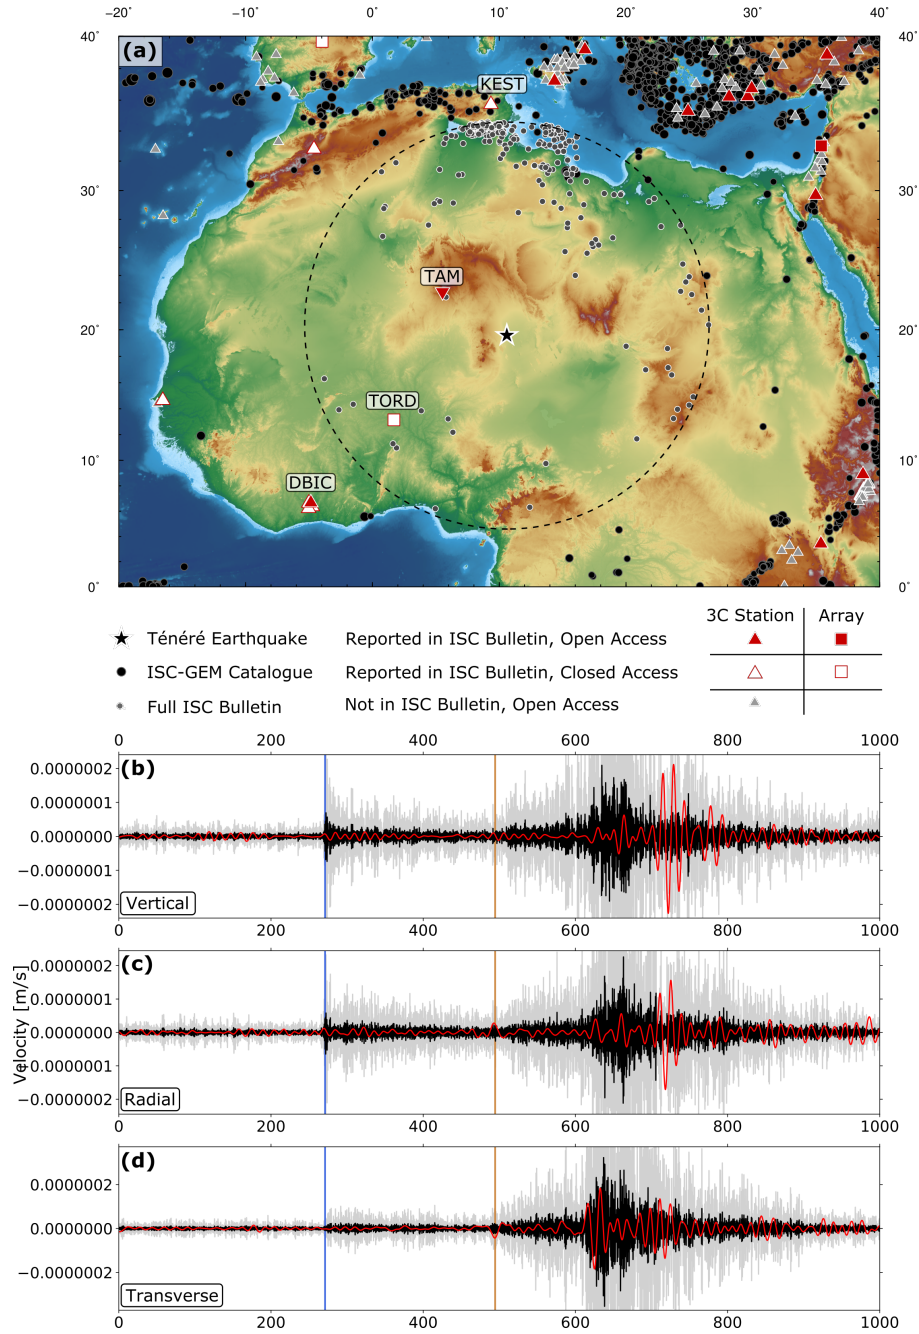 −20° −10° 0° 10° 20° 30° 40°
(a)
40° 40°
KEST
30° 30°
TAM
20° 20°
TORD
10° 10°
DBIC
0° 0°
3C Station Array
Ténéré Earthquake Reported in ISC Bulletin, Open Access
ISC-GEM Catalogue Reported in ISC Bulletin, Closed Access
Full ISC Bulletin Not in ISC Bulletin, Open Access
0 200 400 600 800 1000
(b)
0.0000002
0.0000001
0.0000000
−0.0000001
−0.0000002
Vertical
0 200 400 600 800 1000
(c)
0.0000002
0.0000001
0.0000000
−0.0000001
−0.0000002
Velocity [m/s]
Radial
0 200 400 600 800 1000
(d)
0.0000002
0.0000000
−0.0000002
Transverse
0 200 400 600 800 1000